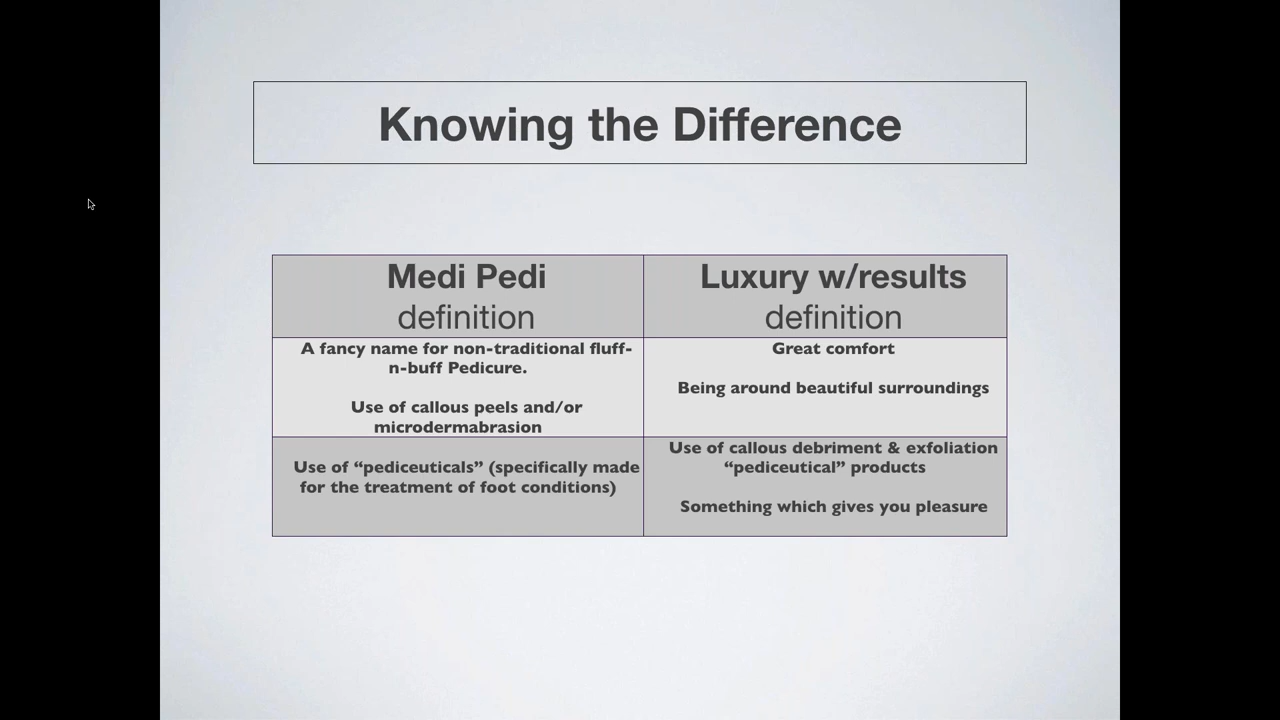 Knowing the Difference
Medi Pedi
definition
Luxury w/results
definition
A fancy name for non-traditional fluff-
n-buff Pedicure.
Use of callous peels and/or
microdermabrasion
Great comfort
Being around beautiful surroundings
Use of “pediceuticals” (specifically made
for the treatment of foot conditions)
Use of callous debriment & exfoliation
“pediceutical” products
Something which gives you pleasure